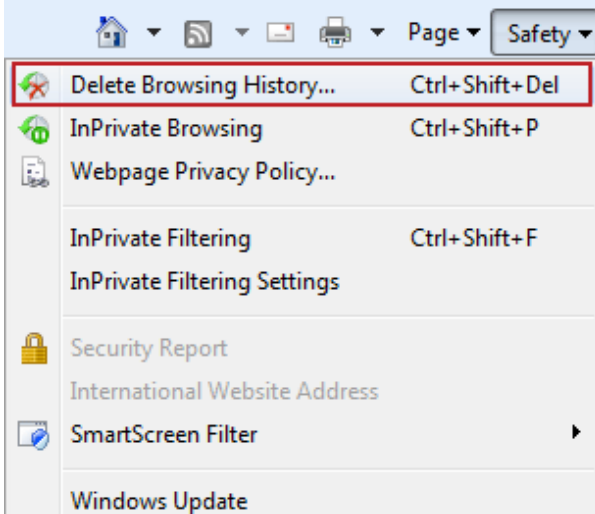 Page Safety
Delete Browsing History... Ctrl+Shift+Del
InPrivate Browsing Ctrl+Shift+P
Webpage Privacy Policy...
InPrivate Filtering Ctrl+Shift+F
InPrivate Filtering Settings
Security Report
International Website Address
SmartScreen Filter
Windows Update